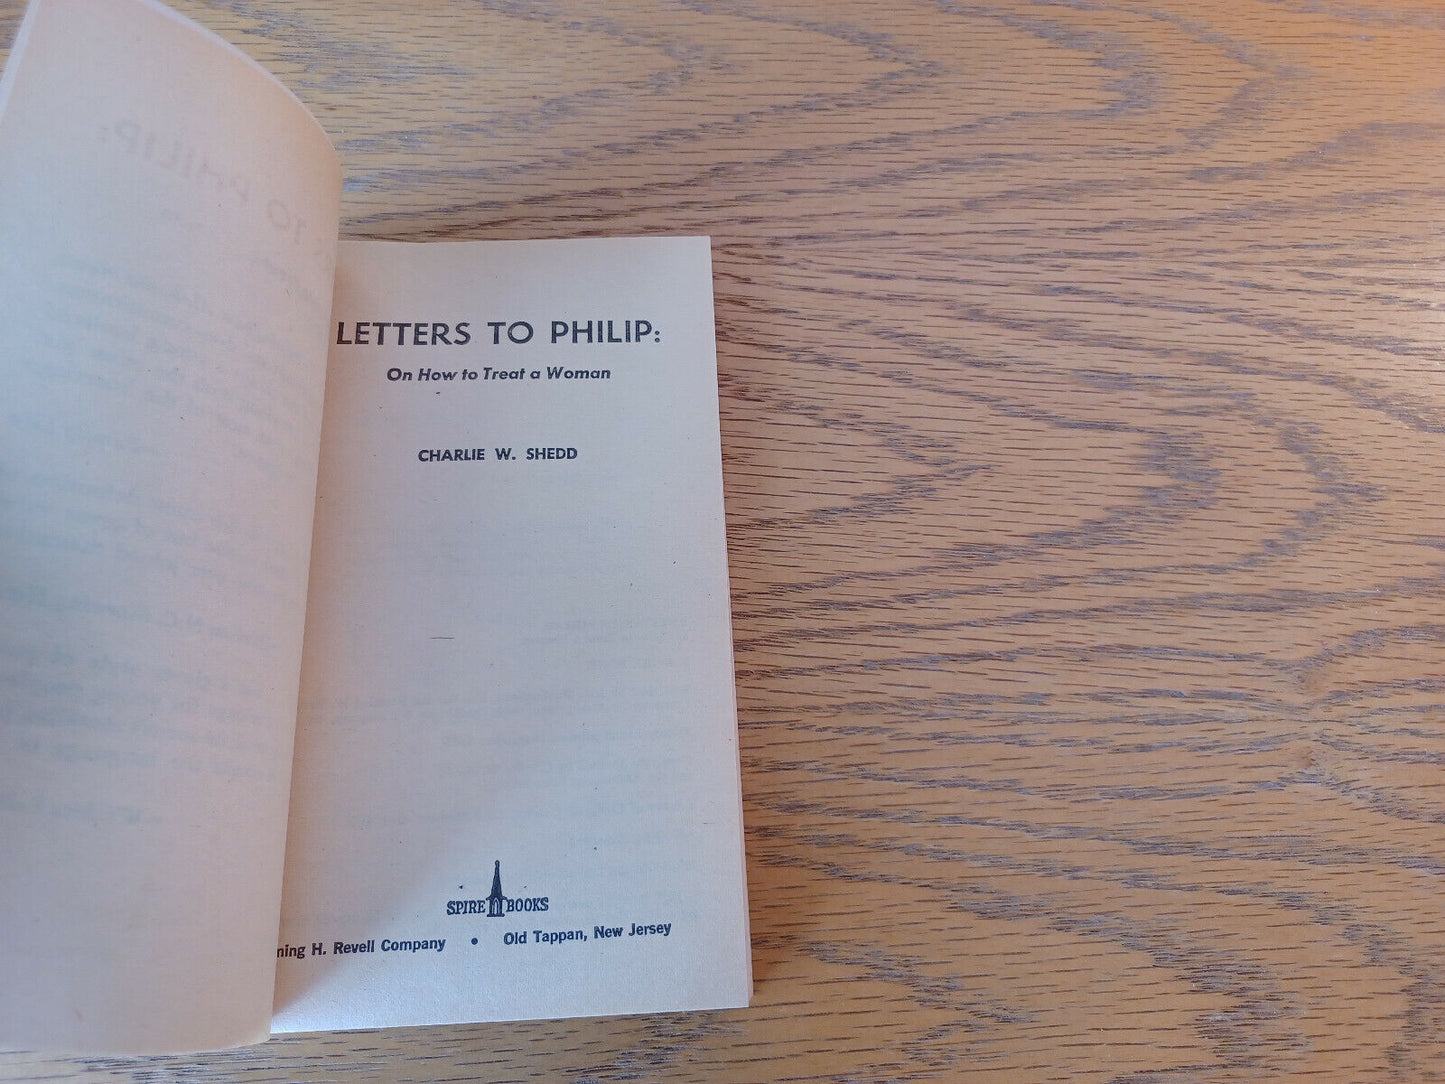 LETTERS TO PHILIP:
On How to Treat a Woman
CHARLIE W. SHEDD
SPIRE BOOKS
ning H. Revell Company • Old Tappan, New Jersey